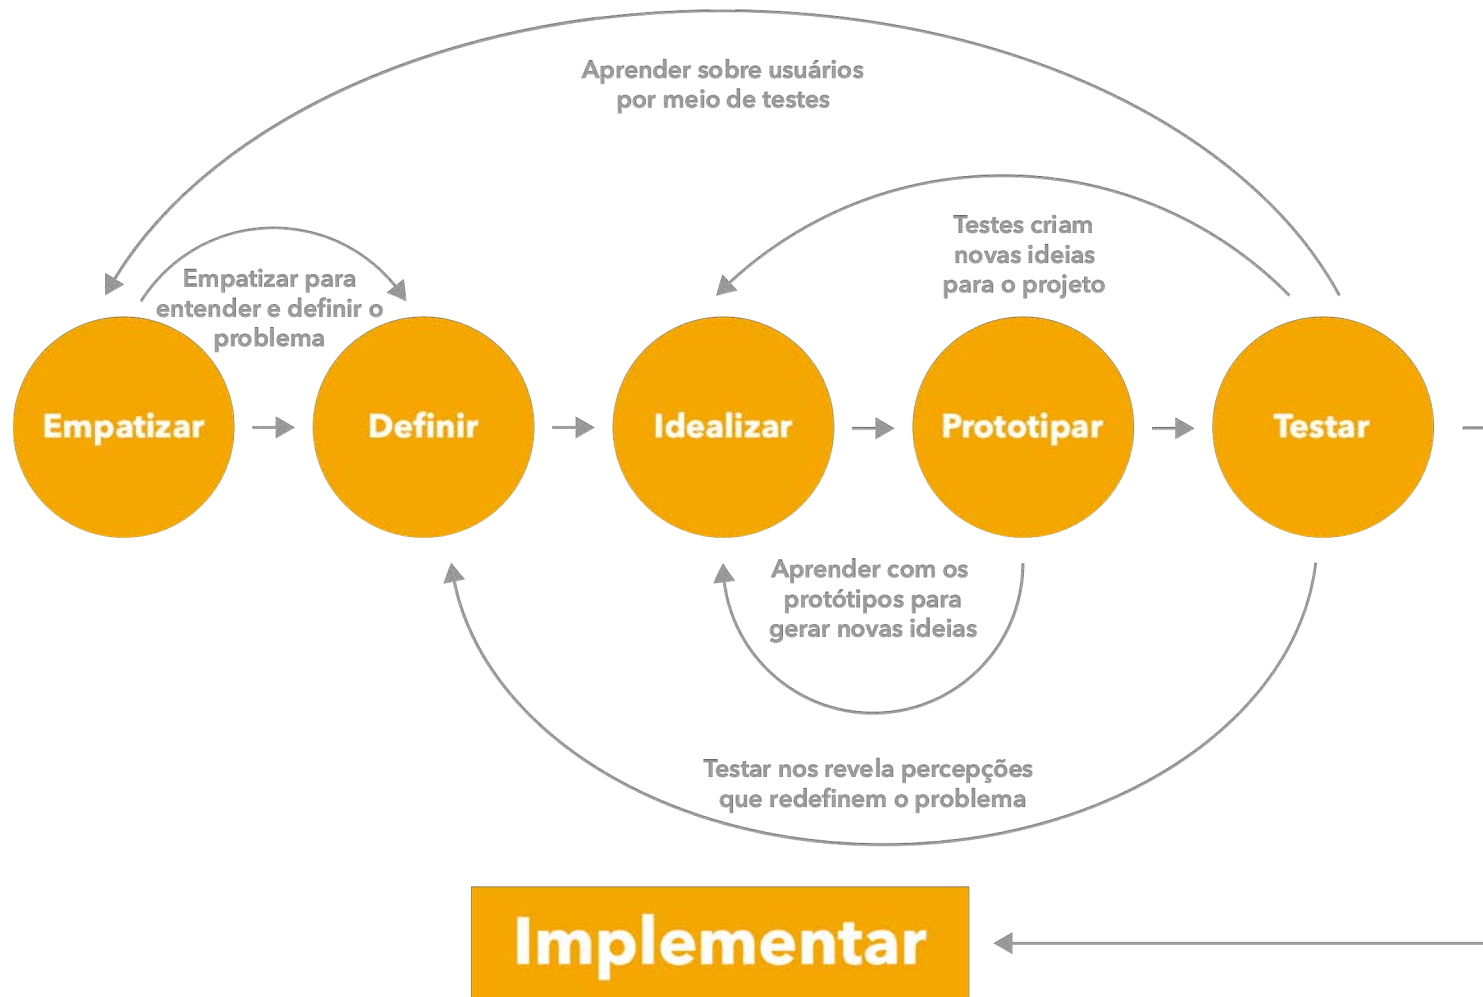 Aprender sobre usuários
por meio de testes
Testes criam
novas ideias
para o projeto
Empatizar para
entender e definir o
problema
Empatizar
Definir
Idealizar
Prototipar
Testar
Aprender com os
protótipos para
gerar novas ideias
Testar nos revela percepções
que redefinem o problema
Implementar